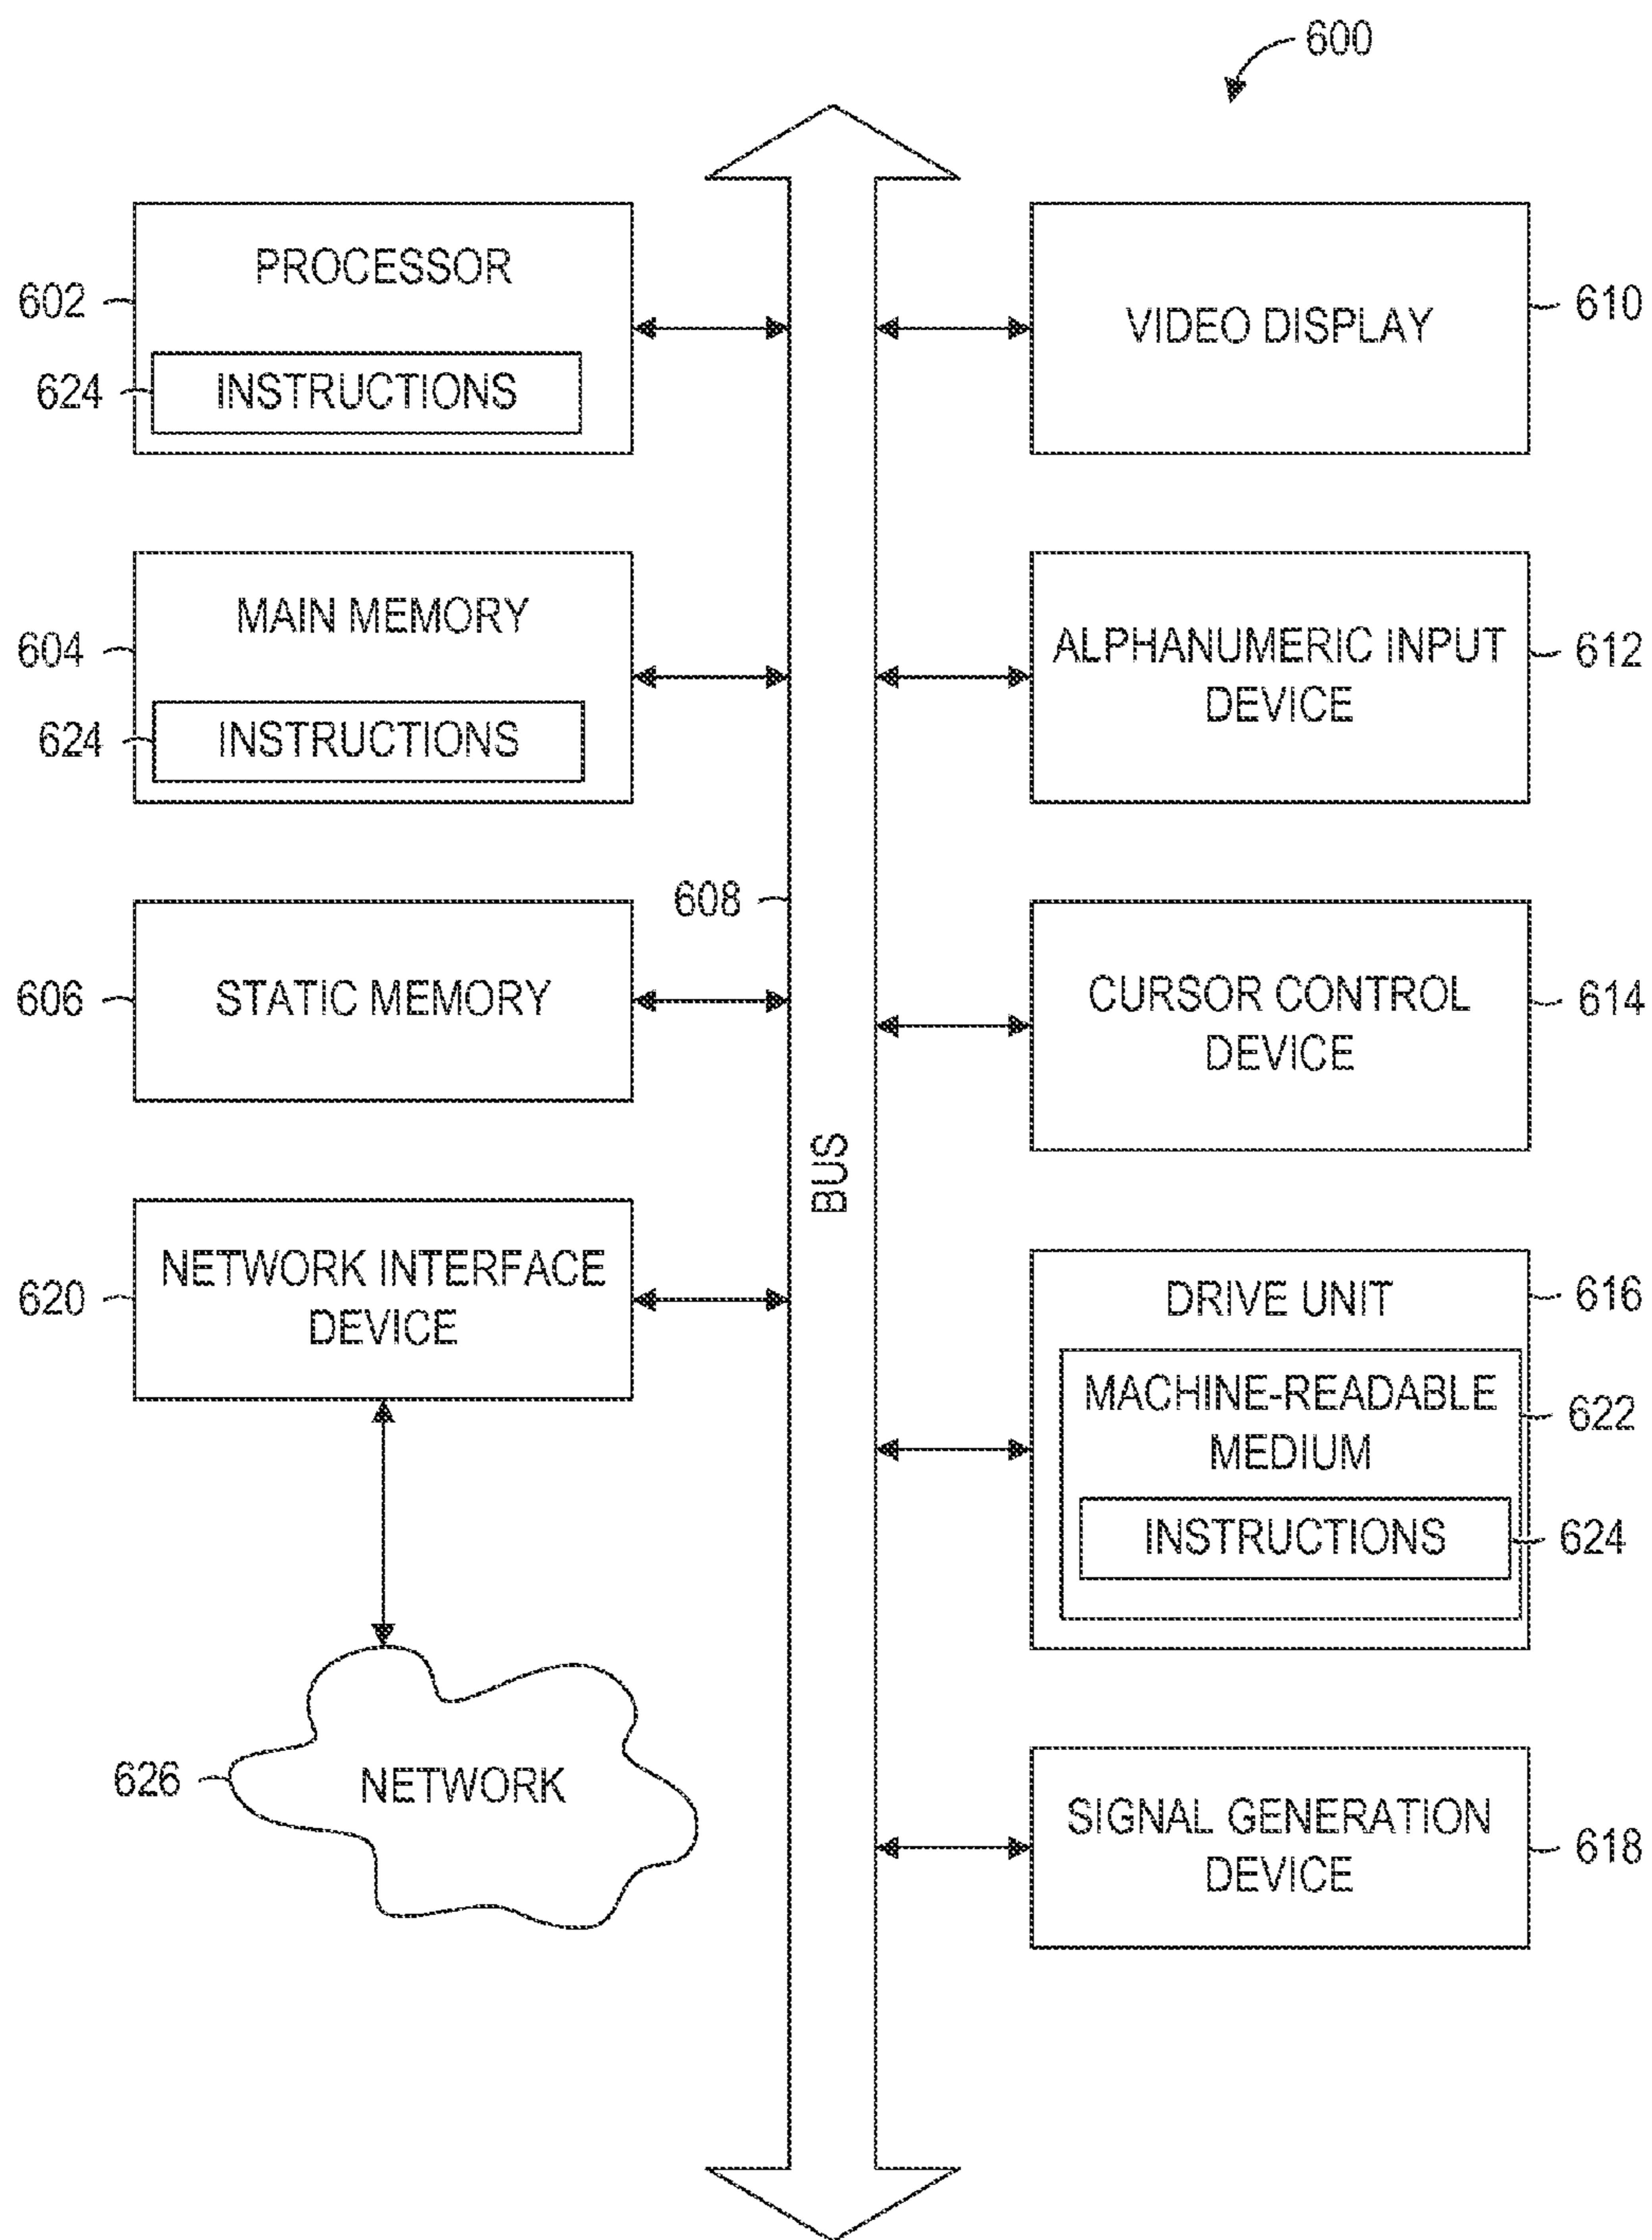 600
PROCESSOR
602
624
INSTRUCTIONS
MAIN MEMORY
604
624
INSTRUCTIONS
608
606
STATIC MEMORY
BUS
620
NETWORK INTERFACE
DEVICE
626
NETWORK
VIDEO DISPLAY
610
ALPHANUMERIC INPUT
DEVICE
612
CURSOR CONTROL
DEVICE
614
DRIVE UNIT
616
MACHINE-READABLE
MEDIUM
622
INSTRUCTIONS
624
SIGNAL GENERATION
DEVICE
618